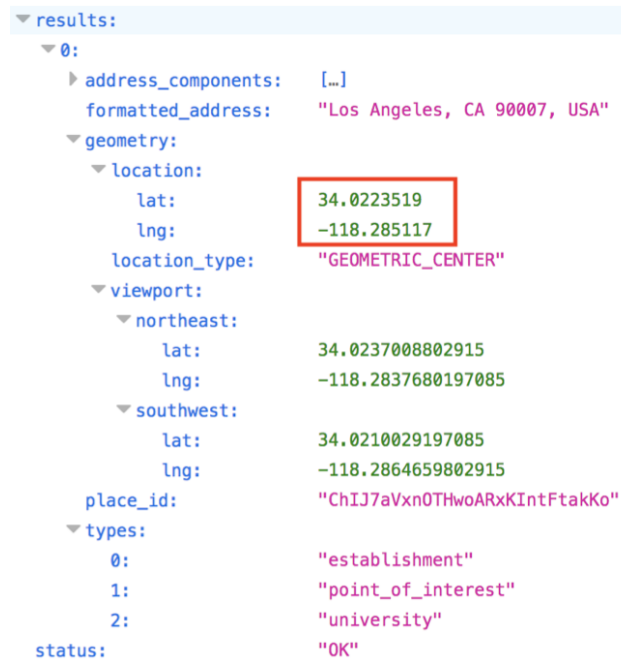 results:
0:
address_components: […]
formatted_address: "Los Angeles, CA 90007, USA"
geometry:
location:
lat: 34.0223519
lng: -118.285117
location_type: "GEOMETRIC_CENTER"
viewport:
northeast:
lat: 34.0237008802915
lng: -118.2837680197085
southwest:
lat: 34.0210029197085
lng: -118.2864659802915
place_id: "ChIJ7aVxnOTHwoARxKIntFtakKo"
types:
0: "establishment"
1: "point_of_interest"
2: "university"
status: "OK"